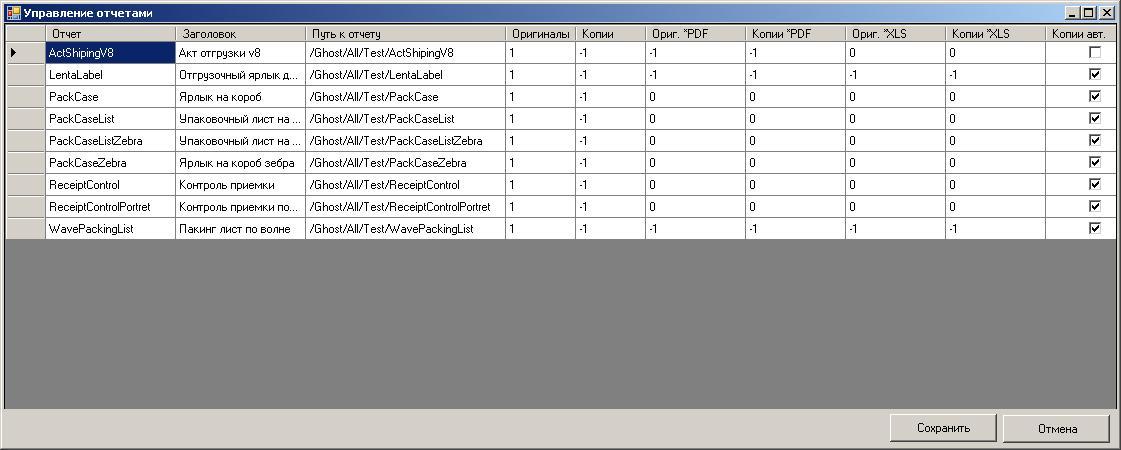 Управление отчетами
Отчет Заголовок Путь к отчету Оригиналы Копии Ориг. *PDF Копии *PDF Ориг. *XLS Копии *XLS Копии авт.
ActShipingV8 Акт отгрузки v8 /Ghost/All/Test/ActShipingV8 1 -1 -1 -1 0 0
LentaLabel Отгрузочный ярлык д... /Ghost/All/Test/LentaLabel 1 -1 -1 -1 -1 -1
PackCase Ярлык на короб /Ghost/All/Test/PackCase 1 -1 0 0 0 0
PackCaseList Упаковочный лист на ... /Ghost/All/Test/PackCaseList 1 -1 0 0 0 0
PackCaseListZebra Упаковочный лист на ... /Ghost/All/Test/PackCaseListZebra 1 -1 0 0 0 0
PackCaseZebra Ярлык на короб зебра /Ghost/All/Test/PackCaseZebra 1 -1 0 0 0 0
ReceiptControl Контроль приемки /Ghost/All/Test/ReceiptControl 1 -1 0 0 0 0
ReceiptControlPortret Контроль приемки по... /Ghost/All/Test/ReceiptControlPortret 1 -1 0 0 0 0
WavePackingList Пакинг лист по волне /Ghost/All/Test/WavePackingList 1 -1 -1 -1 -1 -1
Сохранить Отмена